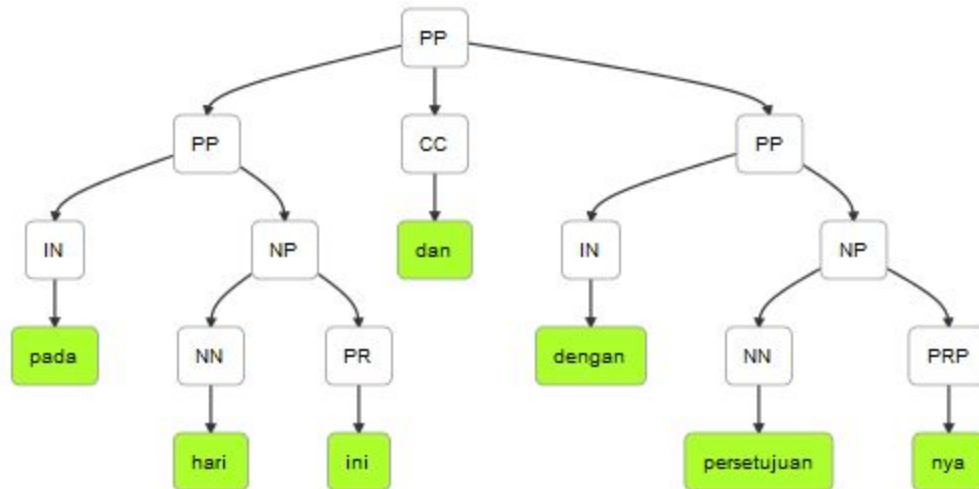 PP
PP CC PP
IN NP dan IN NP
pada NN PR dengan NN PRP
hari ini persetujuan nya